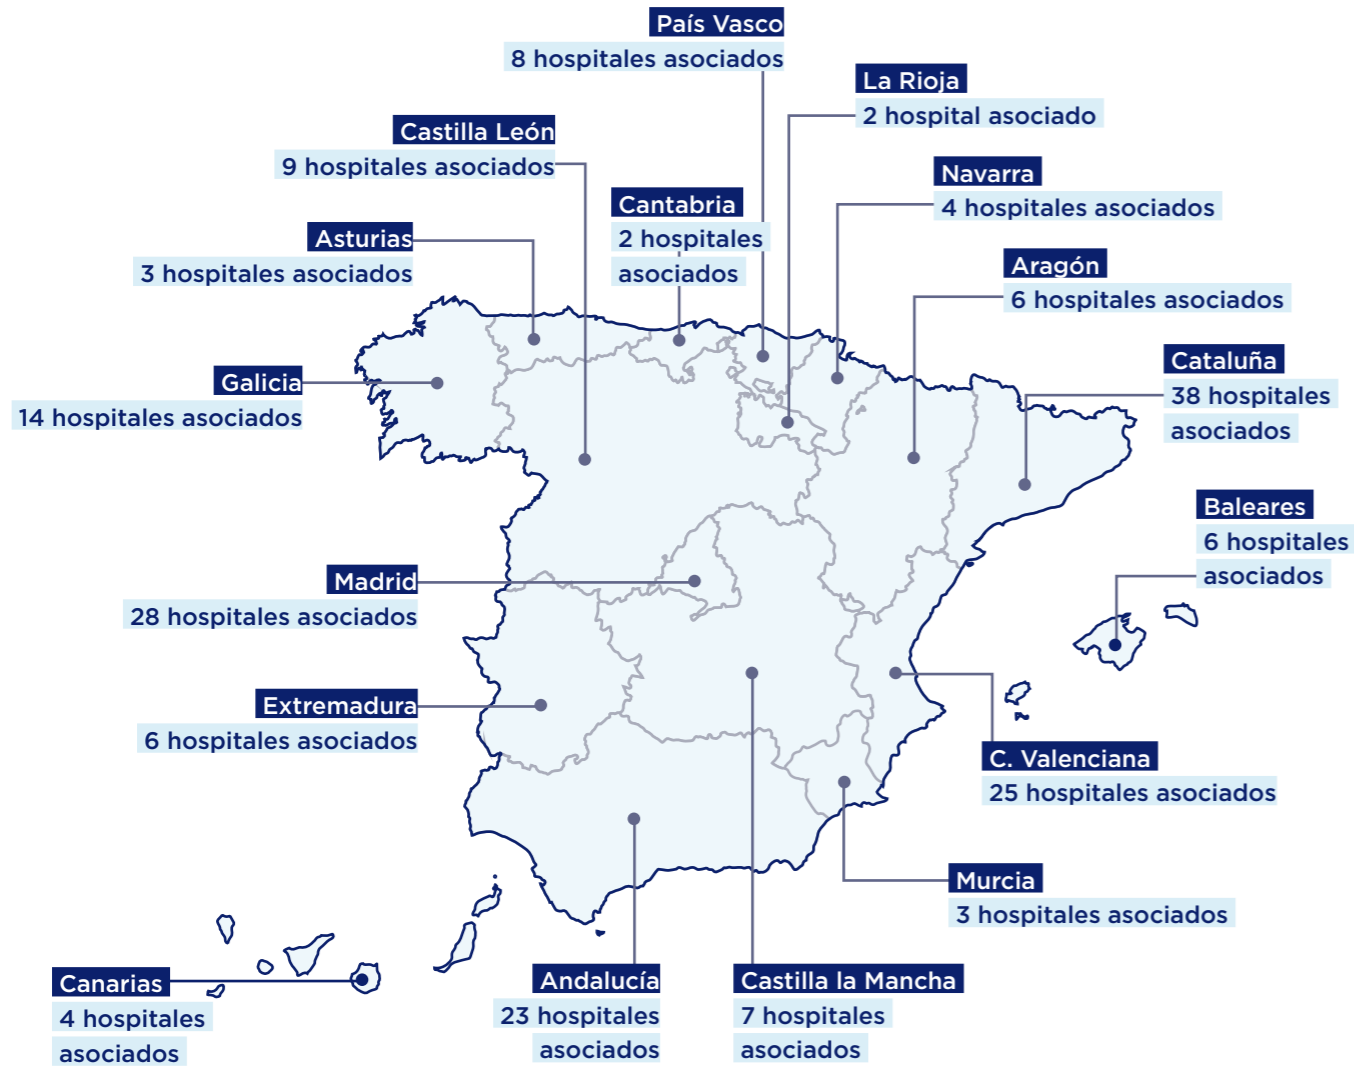 País Vasco
8 hospitales asociados
La Rioja
2 hospital asociado
Castilla León
9 hospitales asociados
Navarra
4 hospitales asociados
Cantabria
2 hospitales
asociados
Asturias
3 hospitales asociados
Aragón
6 hospitales asociados
Cataluña
38 hospitales
asociados
Galicia
14 hospitales asociados
Baleares
6 hospitales
asociados
Madrid
28 hospitales asociados
Extremadura
6 hospitales asociados
C. Valenciana
25 hospitales asociados
Murcia
3 hospitales asociados
Canarias
4 hospitales
asociados
Andalucía
23 hospitales
asociados
Castilla la Mancha
7 hospitales
asociados